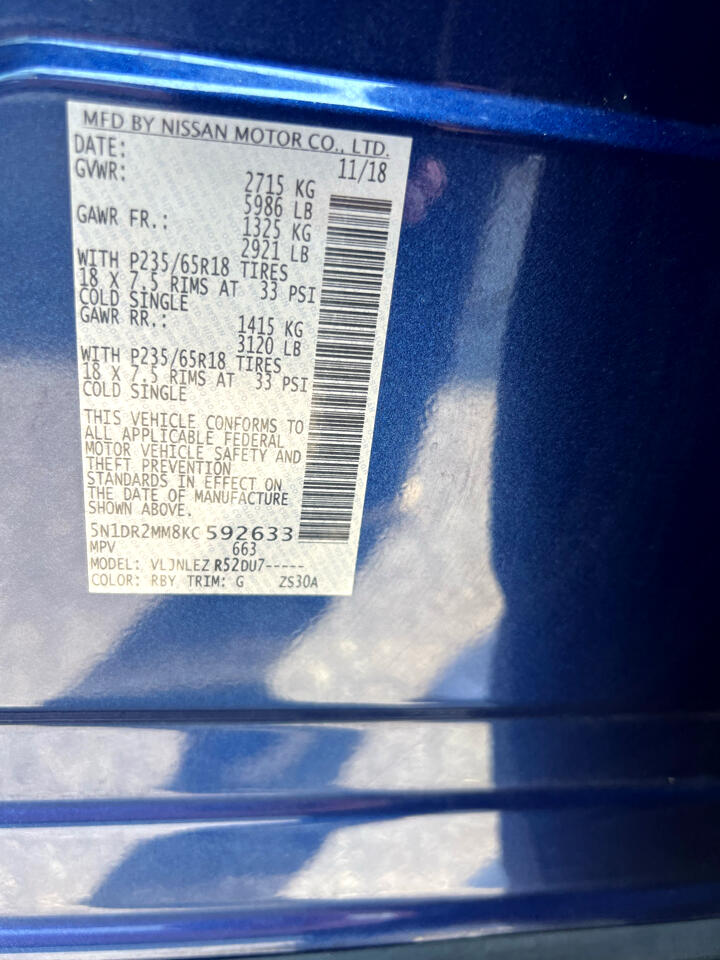 MFD BY NISSAN MOTOR CO., LTD.
DATE: 11/18
GVWR: 2715 KG
5986 LB
GAWR FR.: 1325 KG
2921 LB
WITH P235/65R18 TIRES
18 X 7.5 RIMS AT 33 PSI
COLD SINGLE
GAWR RR.: 1415 KG
3120 LB
WITH P235/65R18 TIRES
18 X 7.5 RIMS AT 33 PSI
COLD SINGLE
THIS VEHICLE CONFORMS TO
ALL APPLICABLE FEDERAL
MOTOR VEHICLE SAFETY AND
THEFT PREVENTION
STANDARDS IN EFFECT ON
THE DATE OF MANUFACTURE
SHOWN ABOVE.
5N1DR2MM8KC 592633
MPV 663
MODEL: VLJNLEZ R52DU7-----
COLOR: RBY TRIM: G ZS30A